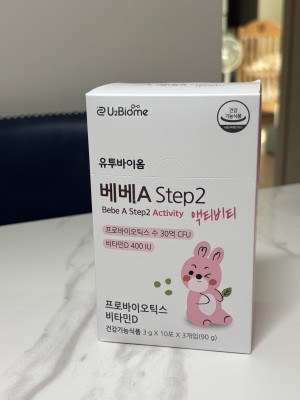 U2Biome
건강
기능식품
유투바이옴
베베A Step2
Bebe A Step2 Activity 액티비티
프로바이오틱스 수 30억 CFU
비타민D 400 IU
프로바이오틱스
비타민D
건강기능식품 3 g X 10포 X 3개입(90 g)